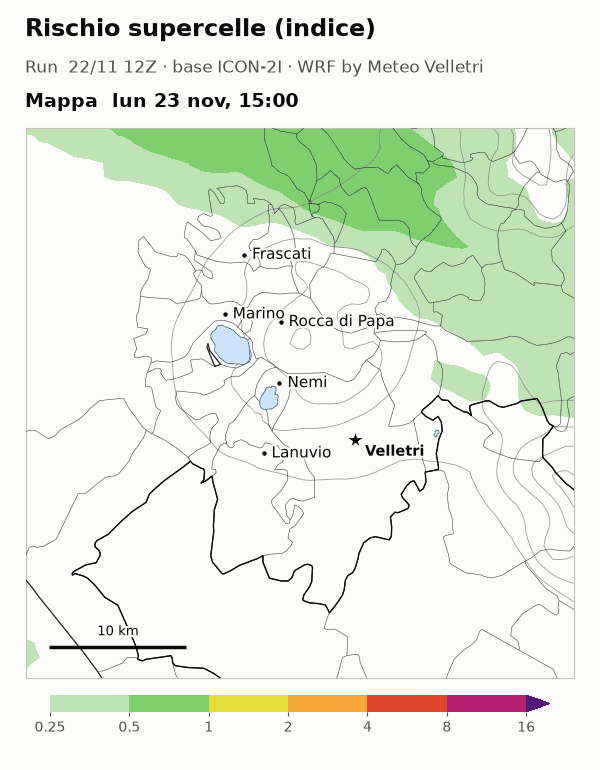 Rischio supercelle (indice)
Run  22/11 12Z · base ICON-2I · WRF by Meteo Velletri
Mappa  lun 23 nov, 15:00
Frascati
Marino
Rocca di Papa
Nemi
Velletri
Lanuvio
10 km
0.25 0.5 1 2 4 8 16